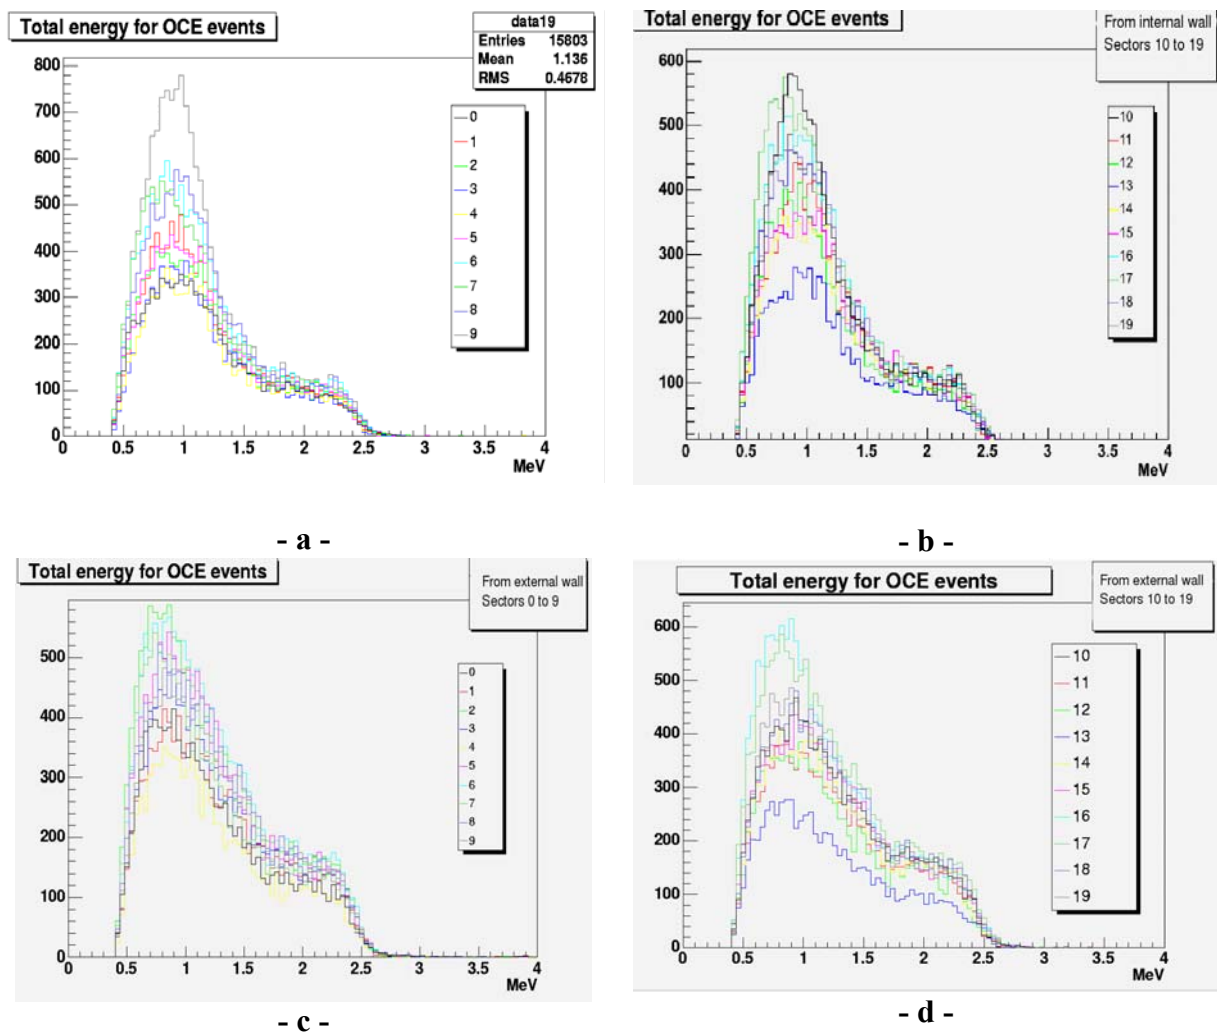 Total energy for OCE events
data19
Entries 15803
Mean 1.136
RMS 0.4678
800
700
600
500
400
300
200
100
0
0 0.5 1 1.5 2 2.5 3 3.5 4
MeV
0
1
2
3
4
5
6
7
8
9
- a -
Total energy for OCE events
From internal wall
Sectors 10 to 19
600
500
400
300
200
100
0.5 1 1.5 2 2.5 3 3.5 4
MeV
10
11
12
13
14
15
16
17
18
19
- b -
Total energy for OCE events
From external wall
Sectors 0 to 9
500
400
300
200
100
0
0 0.5 1 1.5 2 2.5 3 3.5 4
MeV
0
1
2
3
4
5
6
7
8
9
- c -
Total energy for OCE events
From external wall
Sectors 10 to 19
600
500
400
300
200
100
0
0 0.5 1 1.5 2 2.5 3 3.5 4
MeV
10
11
12
13
14
15
16
17
18
19
- d -